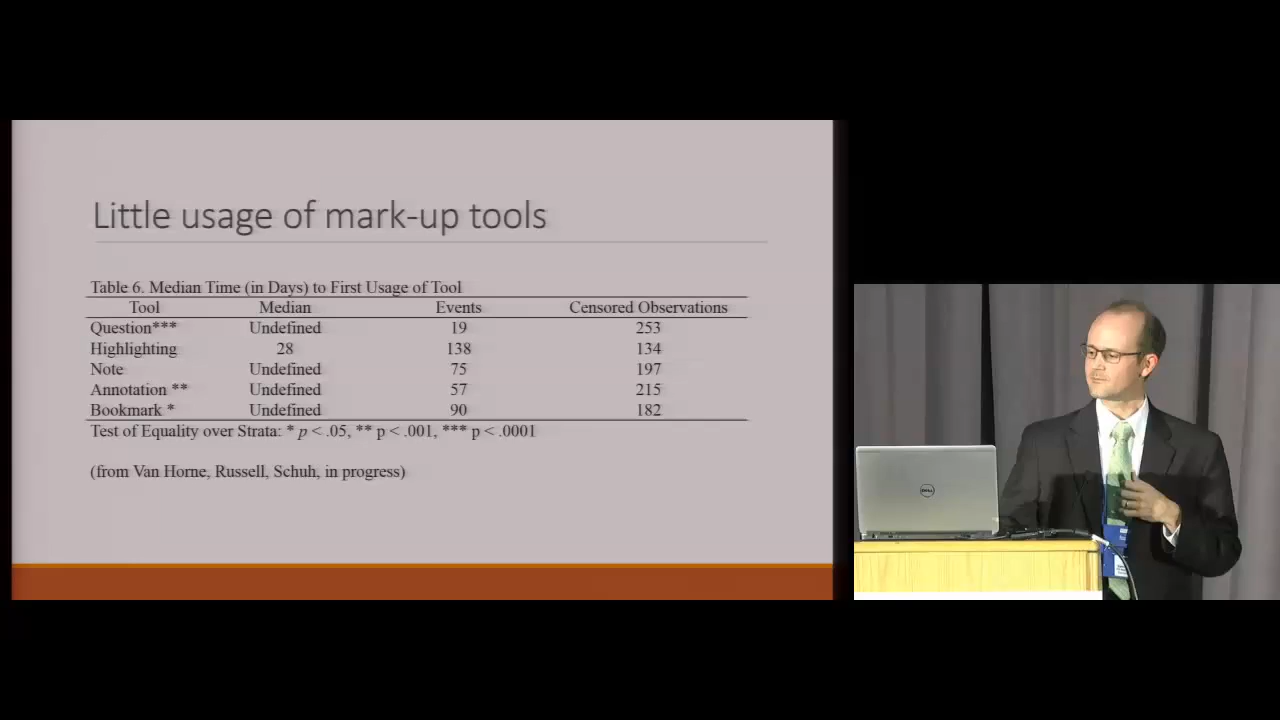 Little usage of mark-up tools
Table 6. Median Time (in Days) to First Usage of Tool
Tool Median Events Censored Observations
Question*** Undefined 19 253
Highlighting 28 138 134
Note Undefined 75 197
Annotation ** Undefined 57 215
Bookmark * Undefined 90 182
Test of Equality over Strata: * p < .05, ** p < .001, *** p < .0001
(from Van Horne, Russell, Schuh, in progress)
DELL